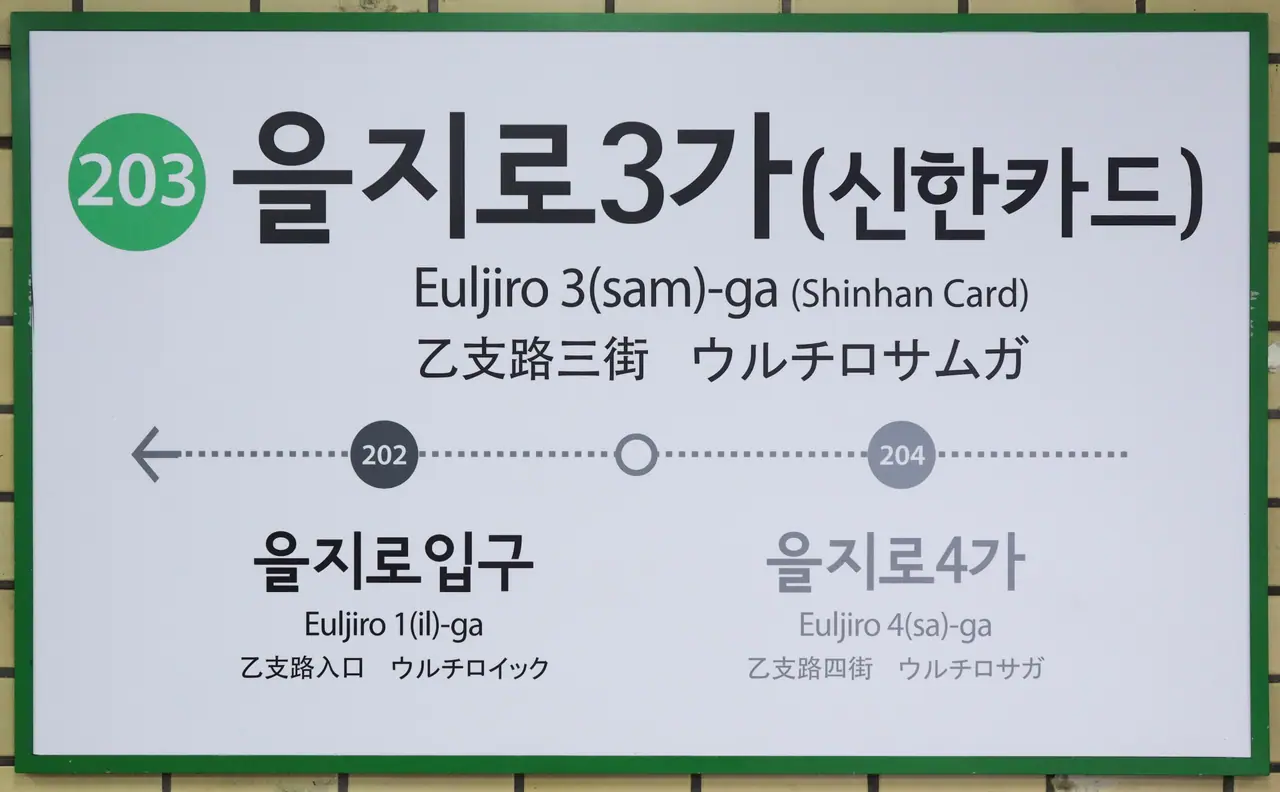 203 을지로3가(신한카드)
Euljiro 3(sam)-ga (Shinhan Card)
乙支路三街 ウルチロサムガ
202 204
을지로입구 을지로4가
Euljiro 1(il)-ga Euljiro 4(sa)-ga
乙支路入口 ウルチロイック 乙支路四街 ウルチロサガ